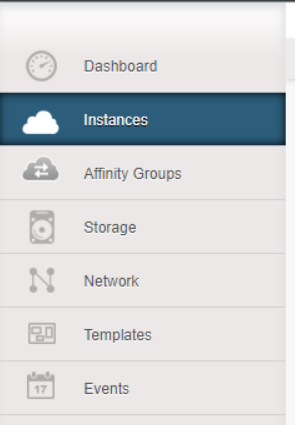 Dashboard
Instances
Affinity Groups
Storage
Network
Templates
17
Events